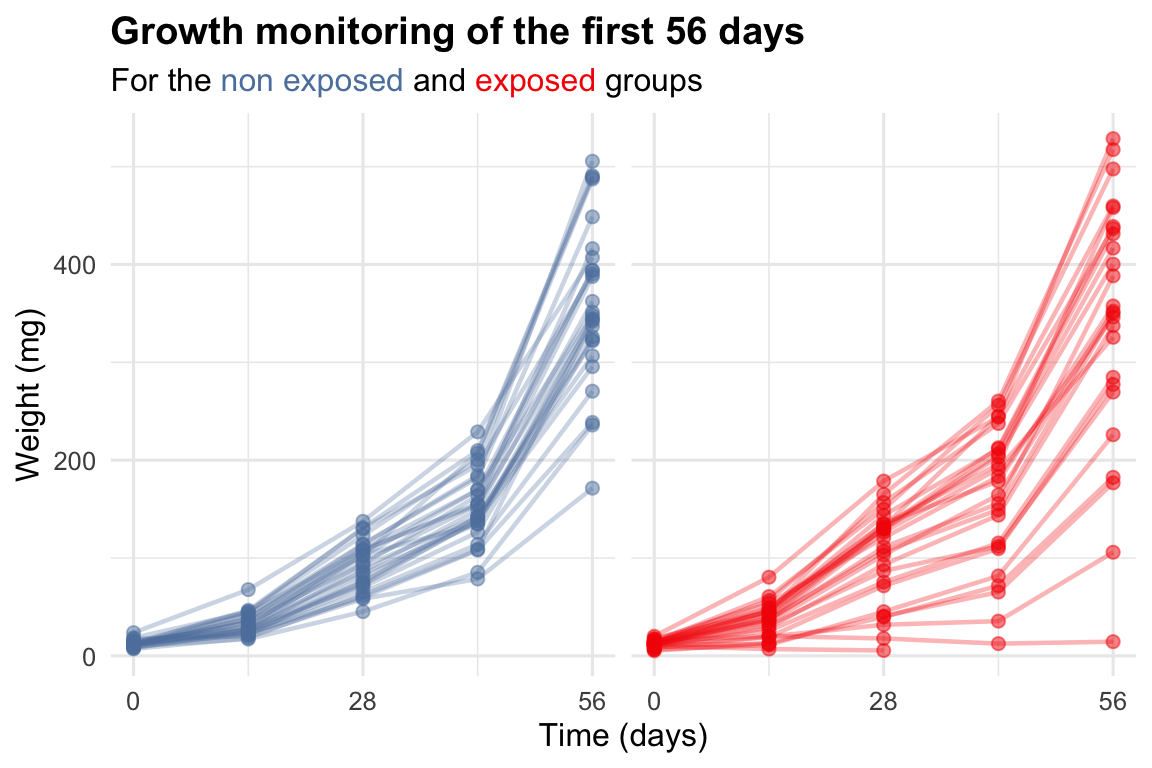 Growth monitoring of the first 56 days
For the non exposed and exposed groups
Weight (mg)
400
200
0
0 28 56
0 28 56
Time (days)